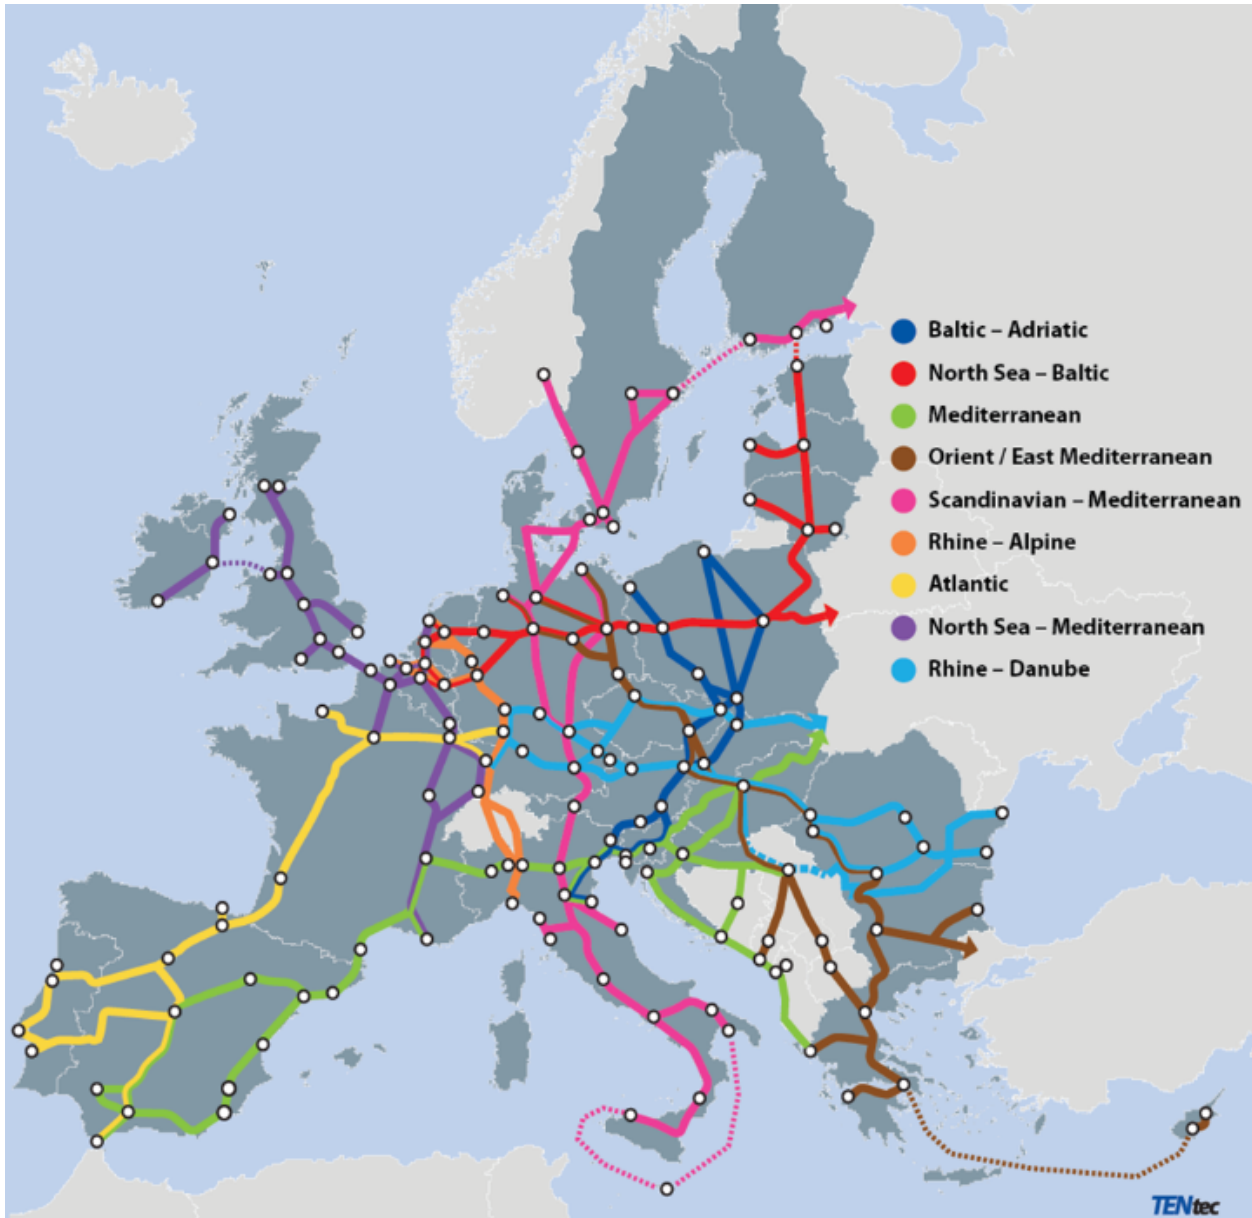 Baltic – Adriatic
North Sea – Baltic
Mediterranean
Orient / East Mediterranean
Scandinavian – Mediterranean
Rhine – Alpine
Atlantic
North Sea – Mediterranean
Rhine – Danube
TENtec